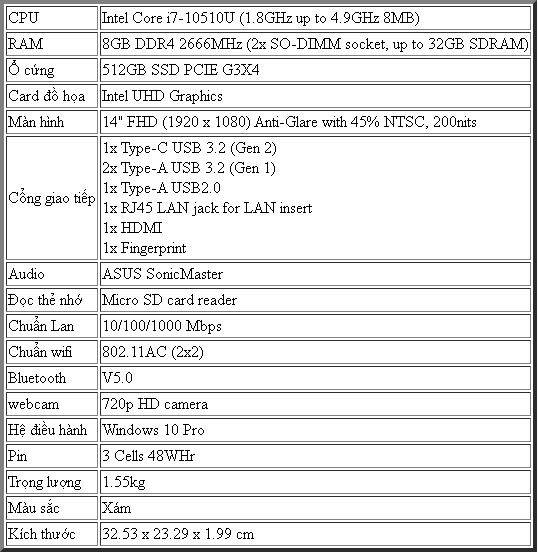 CPU Intel Core i7-10510U (1.8GHz up to 4.9GHz 8MB)
RAM 8GB DDR4 2666MHz (2x SO-DIMM socket, up to 32GB SDRAM)
Ổ cứng 512GB SSD PCIE G3X4
Card đồ họa Intel UHD Graphics
Màn hình 14" FHD (1920 x 1080) Anti-Glare with 45% NTSC, 200nits
Cổng giao tiếp
1x Type-C USB 3.2 (Gen 2)
2x Type-A USB 3.2 (Gen 1)
1x Type-A USB2.0
1x RJ45 LAN jack for LAN insert
1x HDMI
1x Fingerprint
Audio ASUS SonicMaster
Đọc thẻ nhớ Micro SD card reader
Chuẩn Lan 10/100/1000 Mbps
Chuẩn wifi 802.11AC (2x2)
Bluetooth V5.0
webcam 720p HD camera
Hệ điều hành Windows 10 Pro
Pin 3 Cells 48WHr
Trọng lượng 1.55kg
Màu sắc Xám
Kích thước 32.53 x 23.29 x 1.99 cm